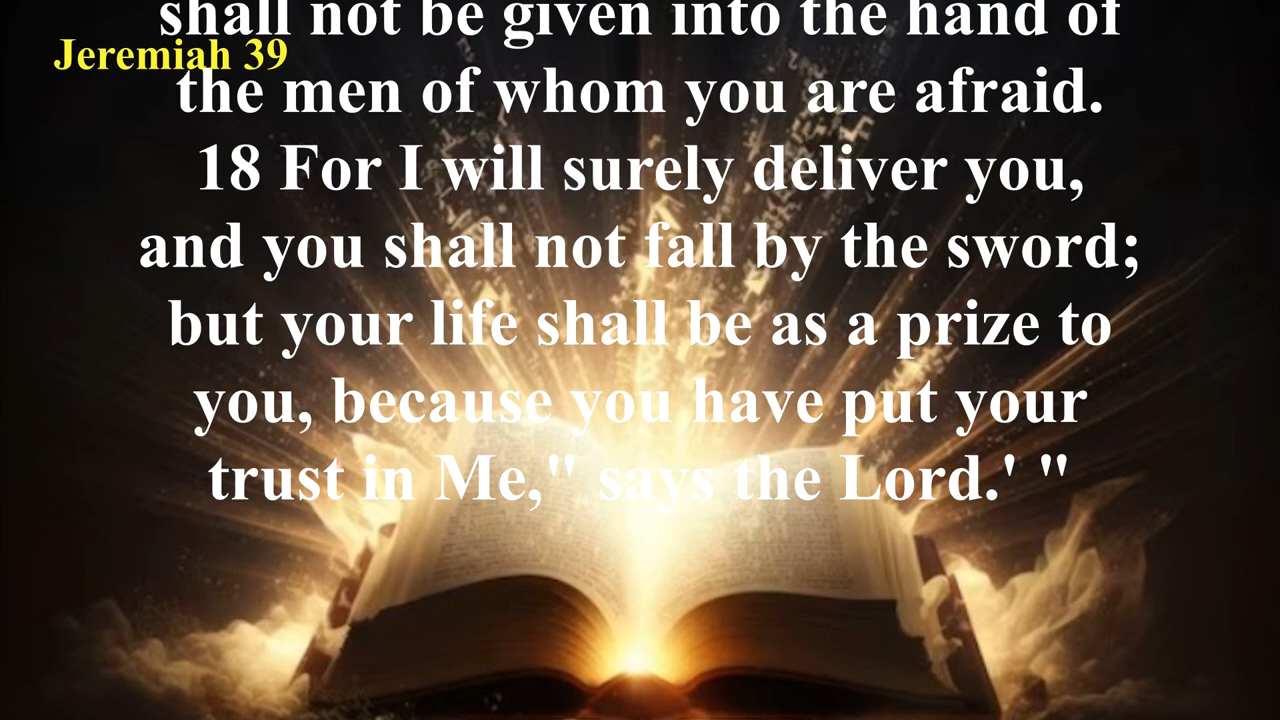 shall not be given into the hand of
Jeremiah 39
the men of whom you are afraid.
18 For I will surely deliver you,
and you shall not fall by the sword;
but your life shall be as a prize to
you, because you have put your
trust in Me," says the Lord.' "